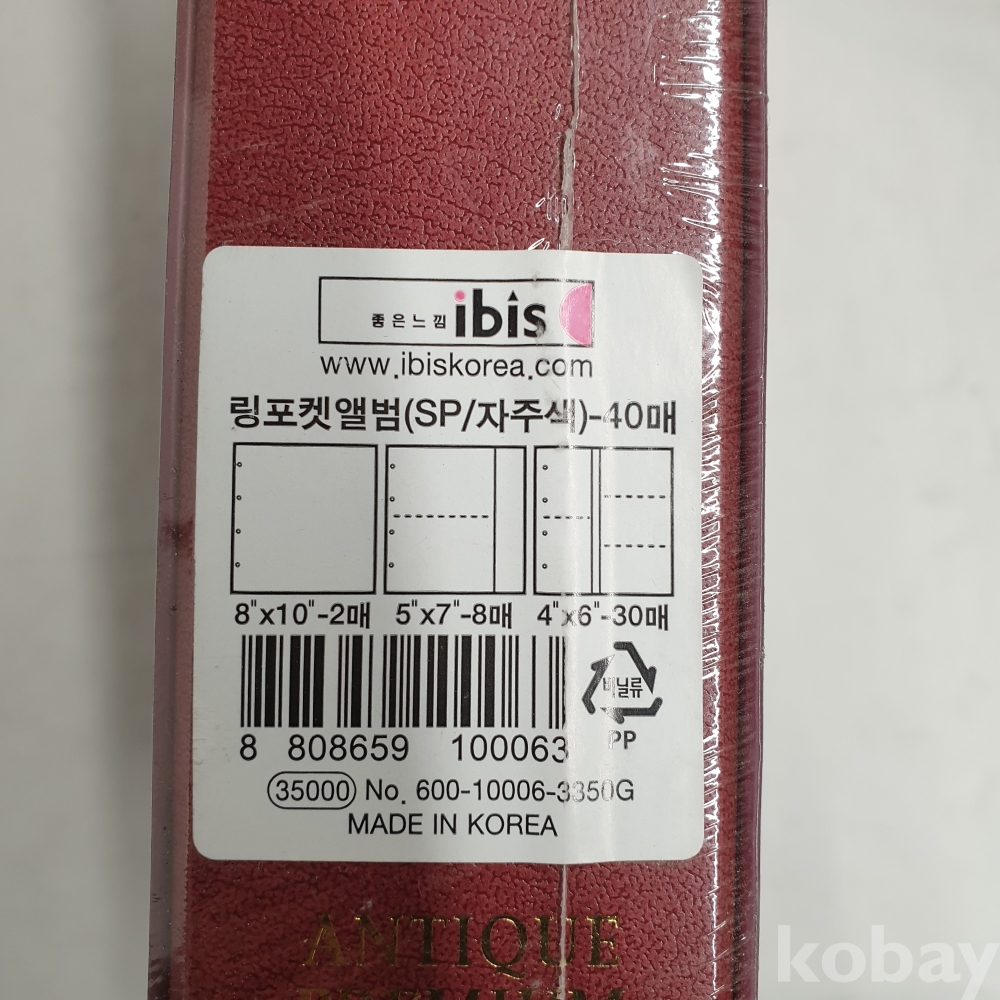 좋은느낌 ibis
www.ibiskorea.com
링포켓앨범(SP/자주색)-40매
8"x10"-2매 5"x7"-8매 4"x6"-30매
비닐류
PP
8 808659 100063
35000 No. 600-10006-3350G
MADE IN KOREA
ANTIQUE
PREMIUM
kobay